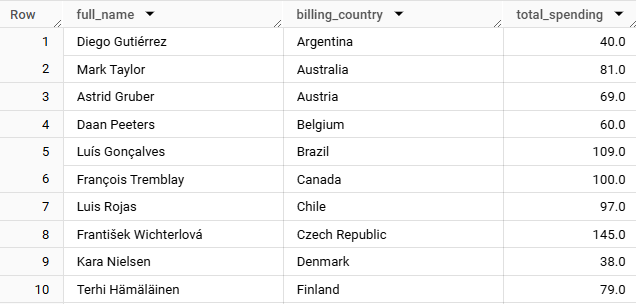 Row full_name billing_country total_spending
1 Diego Gutiérrez Argentina 40.0
2 Mark Taylor Australia 81.0
3 Astrid Gruber Austria 69.0
4 Daan Peeters Belgium 60.0
5 Luís Gonçalves Brazil 109.0
6 François Tremblay Canada 100.0
7 Luis Rojas Chile 97.0
8 František Wichterlová Czech Republic 145.0
9 Kara Nielsen Denmark 38.0
10 Terhi Hämäläinen Finland 79.0